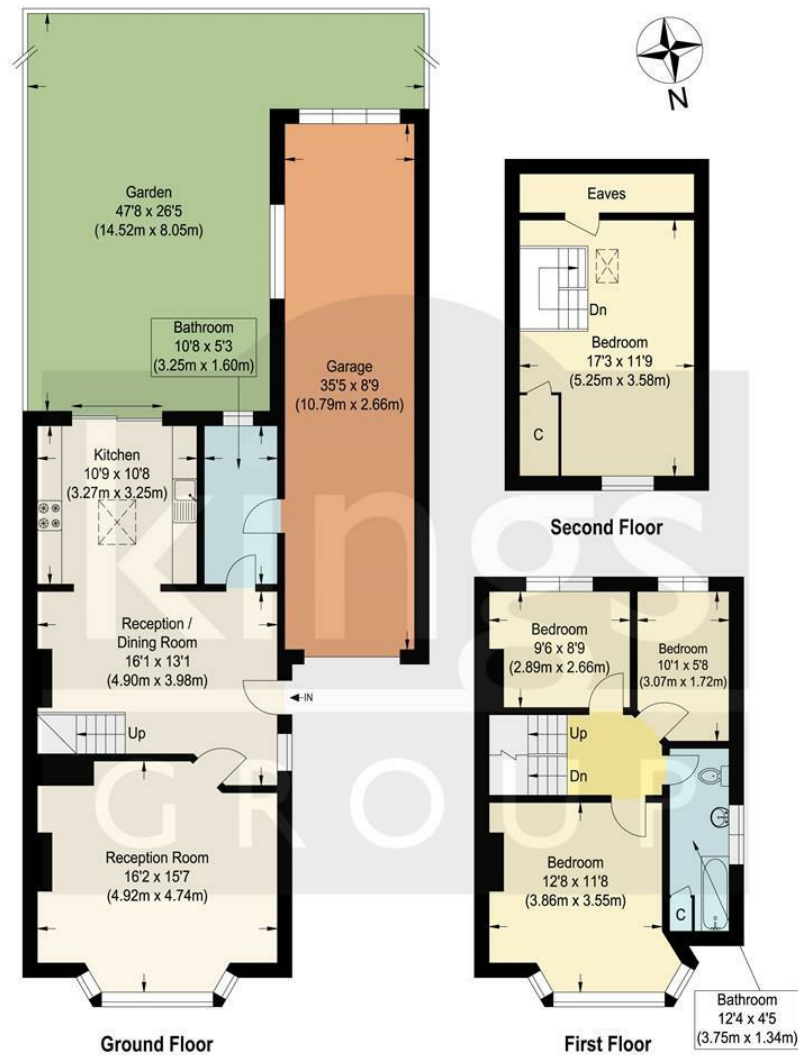 N
Garden
47'8 x 26'5
(14.52m x 8.05m)
Bathroom
10'8 x 5'3
(3.25m x 1.60m)
Garage
35'5 x 8'9
(10.79m x 2.66m)
Kitchen
10'9 x 10'8
(3.27m x 3.25m)
Reception /
Dining Room
16'1 x 13'1
(4.90m x 3.98m)
IN
Up
Reception Room
16'2 x 15'7
(4.92m x 4.74m)
Ground Floor
Eaves
Dn
Bedroom
17'3 x 11'9
(5.25m x 3.58m)
C
Second Floor
Bedroom
9'6 x 8'9
(2.89m x 2.66m)
Bedroom
10'1 x 5'8
(3.07m x 1.72m)
Up
Dn
Bedroom
12'8 x 11'8
(3.86m x 3.55m)
C
Bathroom
12'4 x 4'5
(3.75m x 1.34m)
First Floor
kings
GROUP